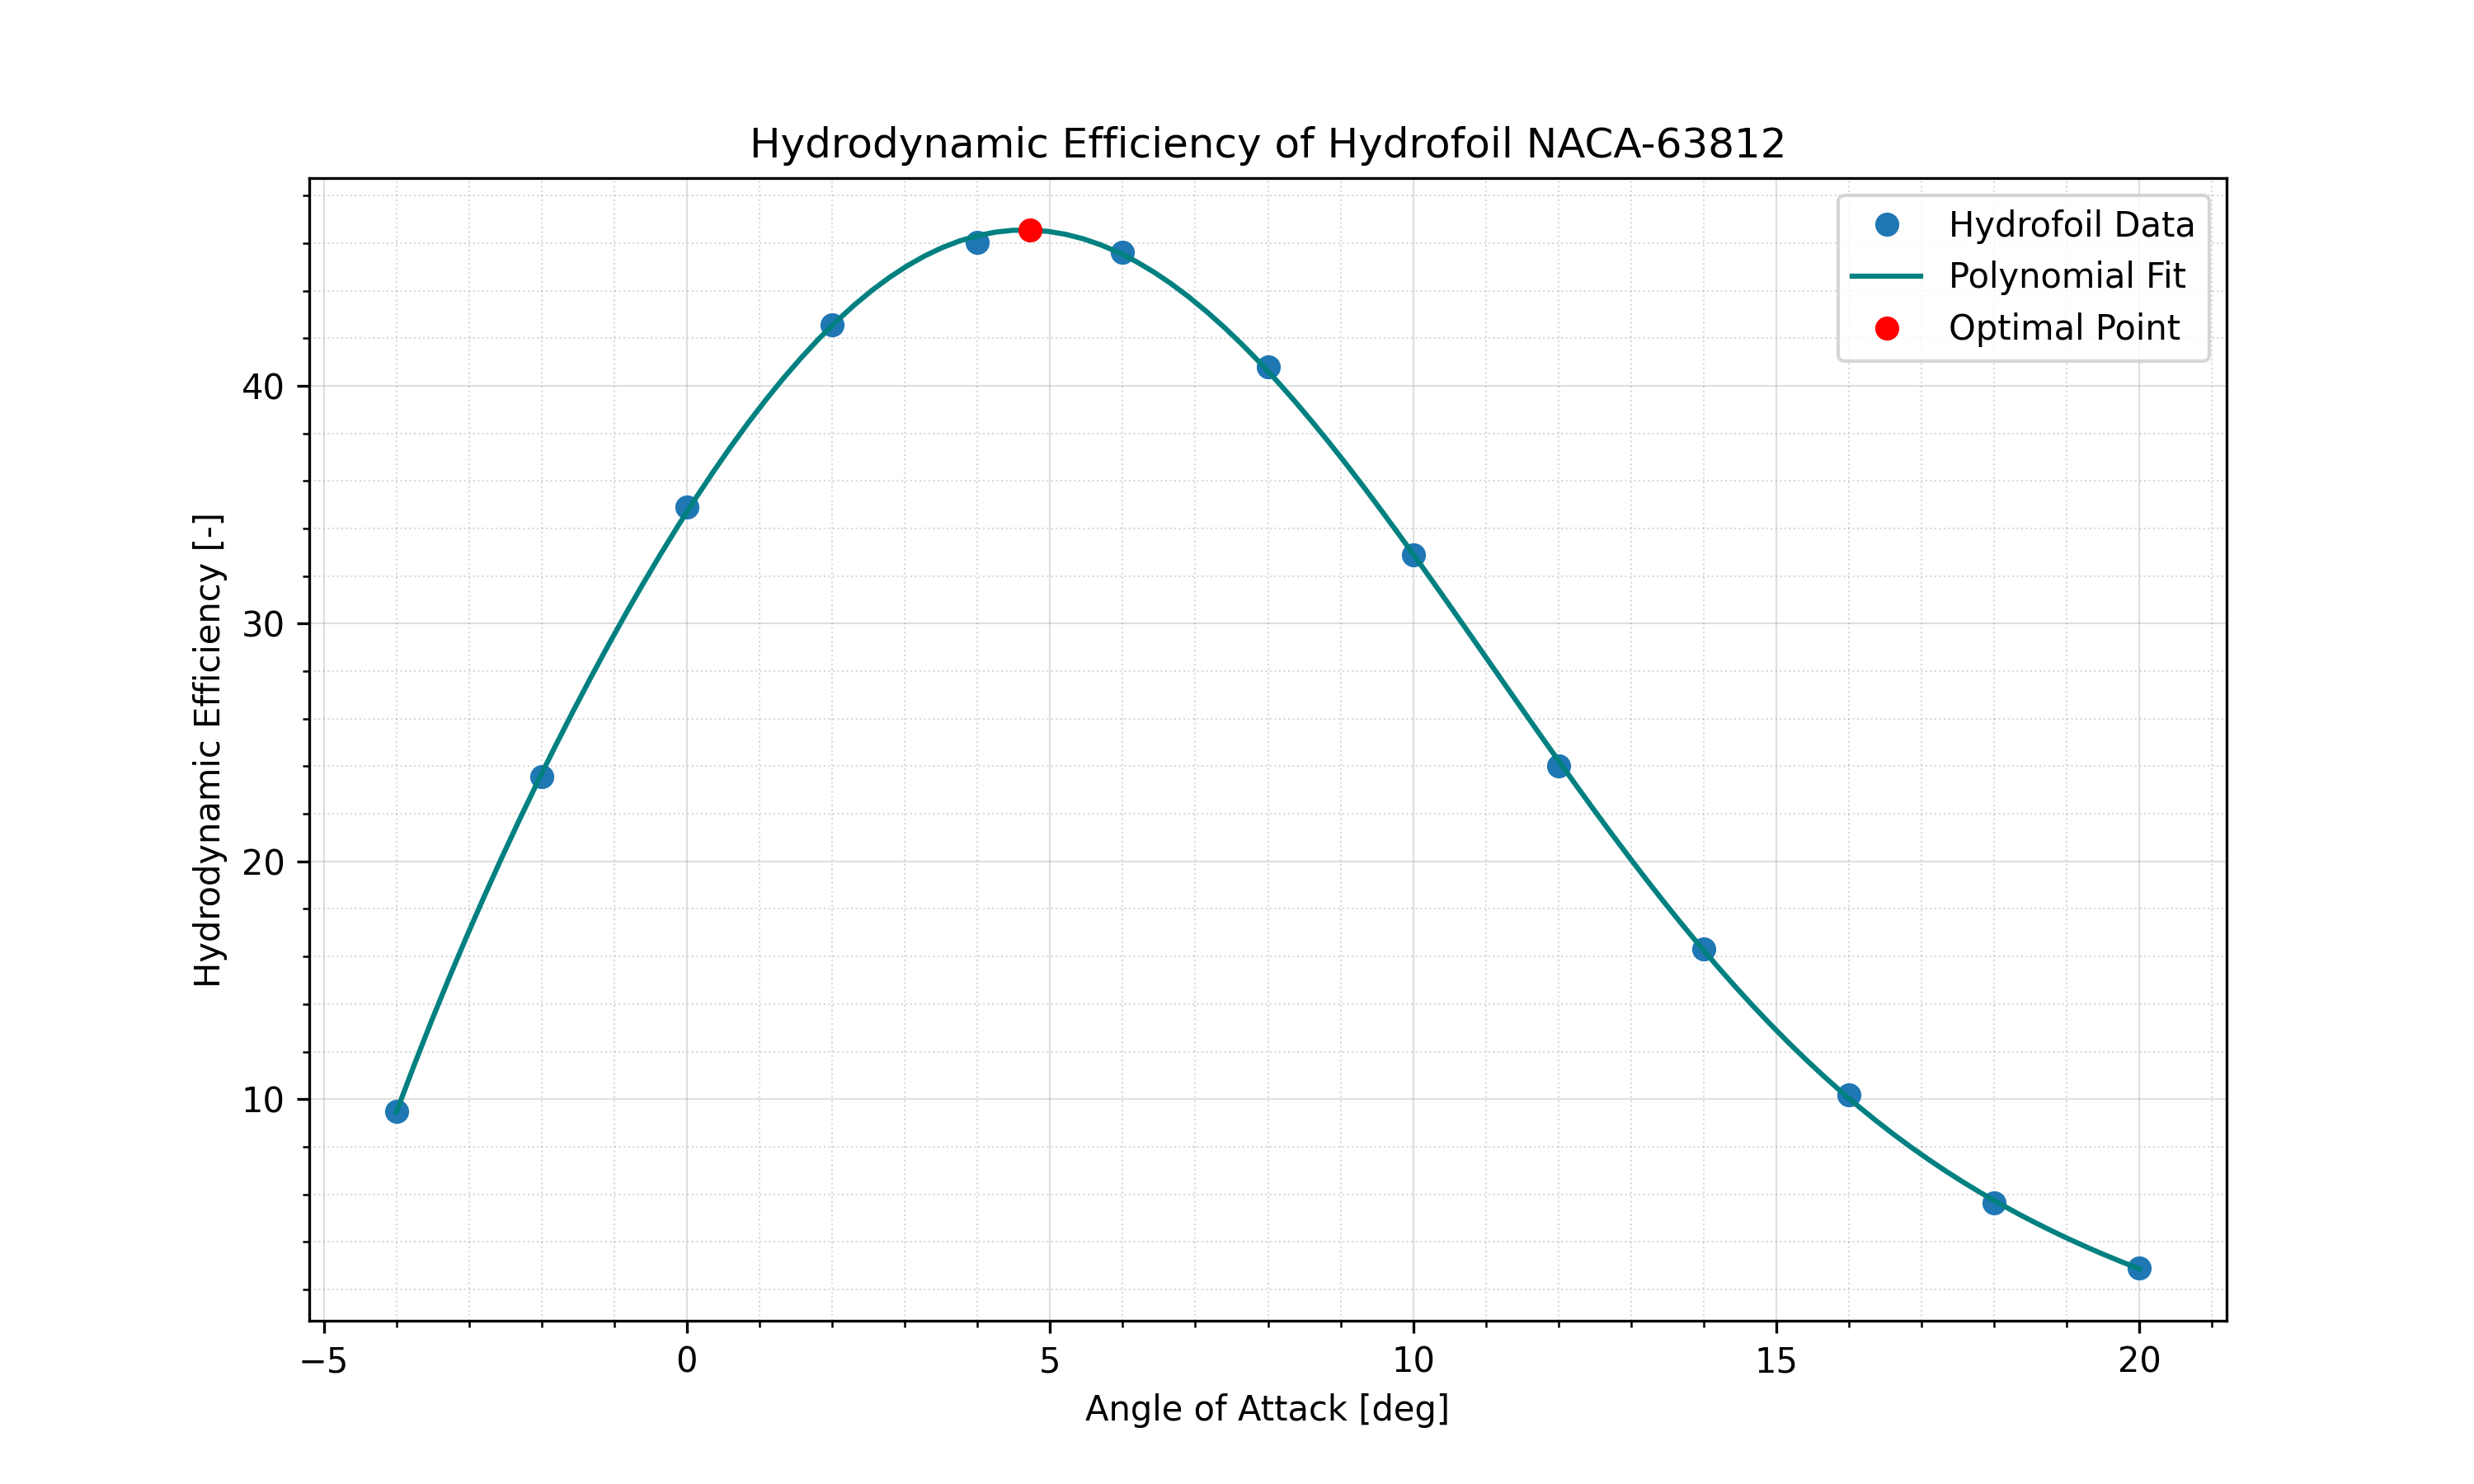 Hydrodynamic Efficiency of Hydrofoil NACA-63812
Hydrofoil Data
Polynomial Fit
Optimal Point
Hydrodynamic Efficiency [-]
40
30
20
10
−5 0 5 10 15 20
Angle of Attack [deg]